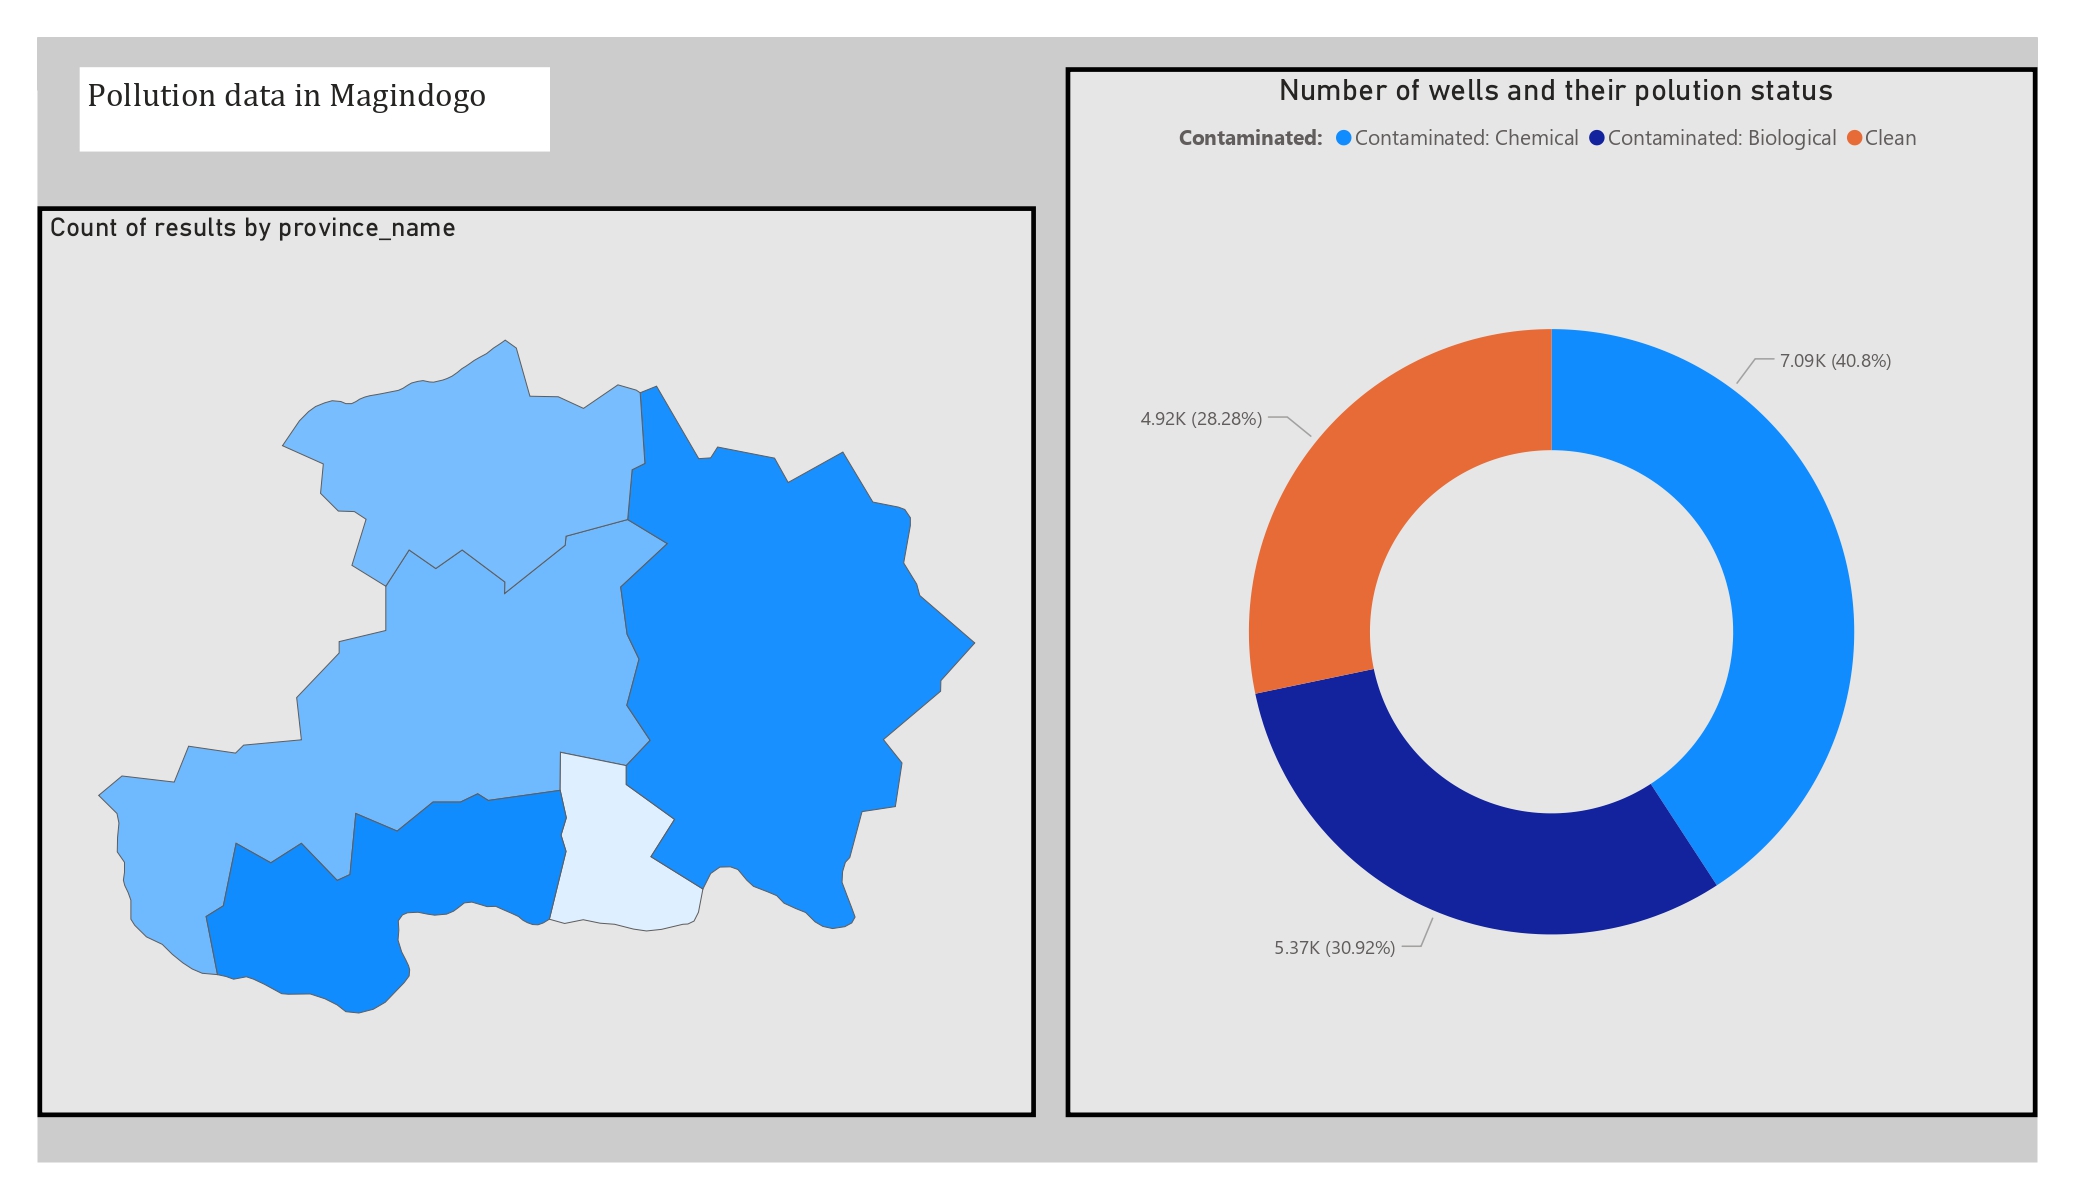 Pollution data in Magindogo
Count of results by province_name
Number of wells and their polution status
Contaminated: Contaminated: Chemical Contaminated: Biological Clean
7.09K (40.8%)
4.92K (28.28%)
5.37K (30.92%)